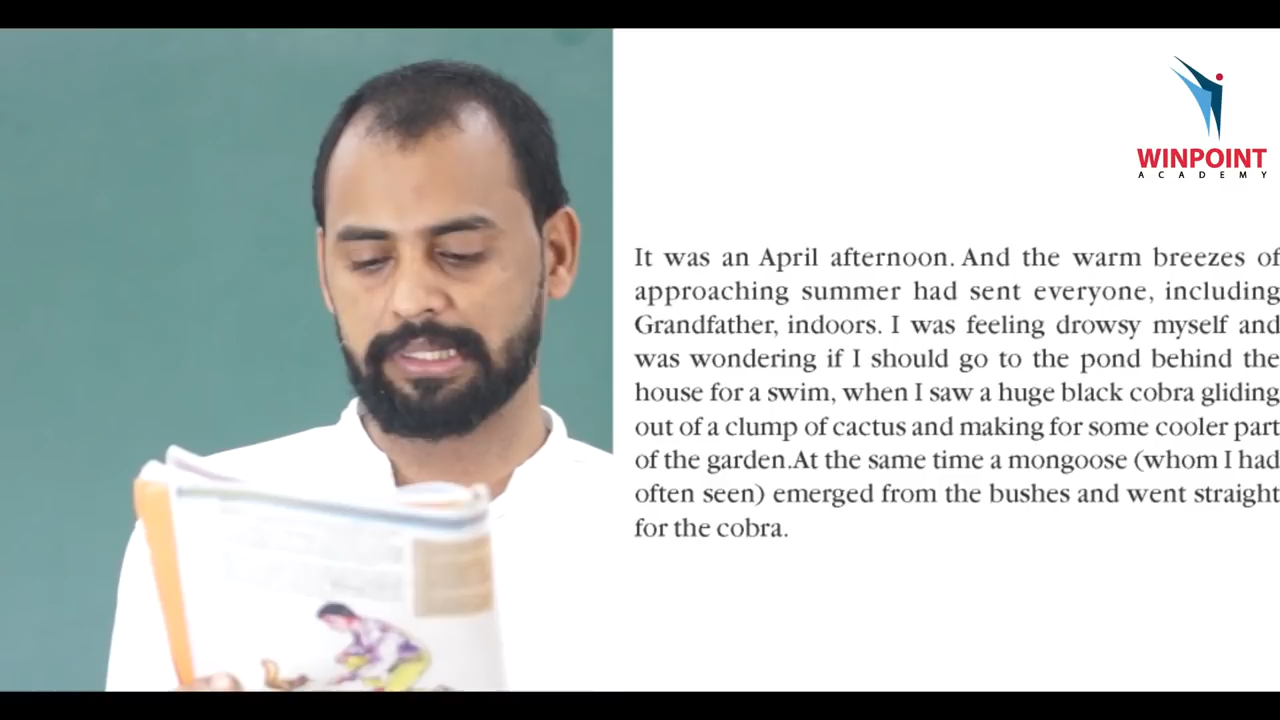 WINPOINT
ACADEMY
It was an April afternoon. And the warm breezes of
approaching summer had sent everyone, including
Grandfather, indoors. I was feeling drowsy myself and
was wondering if I should go to the pond behind the
house for a swim, when I saw a huge black cobra gliding
out of a clump of cactus and making for some cooler part
of the garden.At the same time a mongoose (whom I had
often seen) emerged from the bushes and went straight
for the cobra.